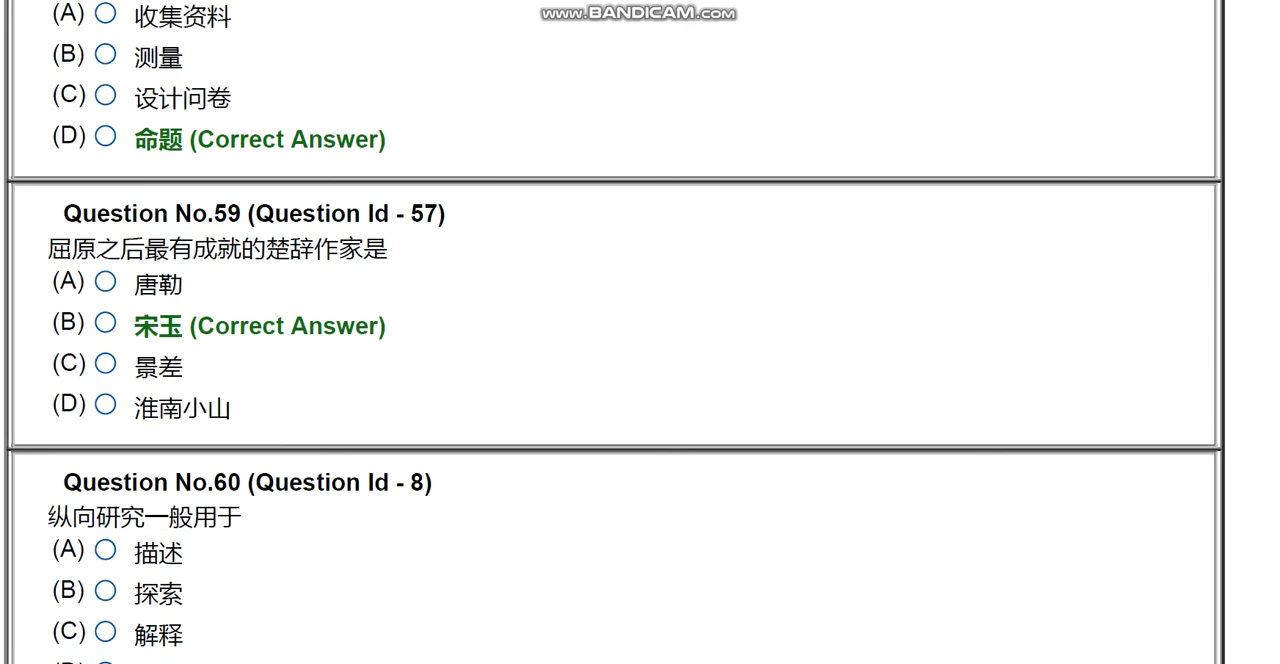 www.BANDICAM.com
(A) 收集资料
(B) 测量
(C) 设计问卷
(D) 命题 (Correct Answer)
Question No.59 (Question Id - 57)
屈原之后最有成就的楚辞作家是
(A) 唐勒
(B) 宋玉 (Correct Answer)
(C) 景差
(D) 淮南小山
Question No.60 (Question Id - 8)
纵向研究一般用于
(A) 描述
(B) 探索
(C) 解释